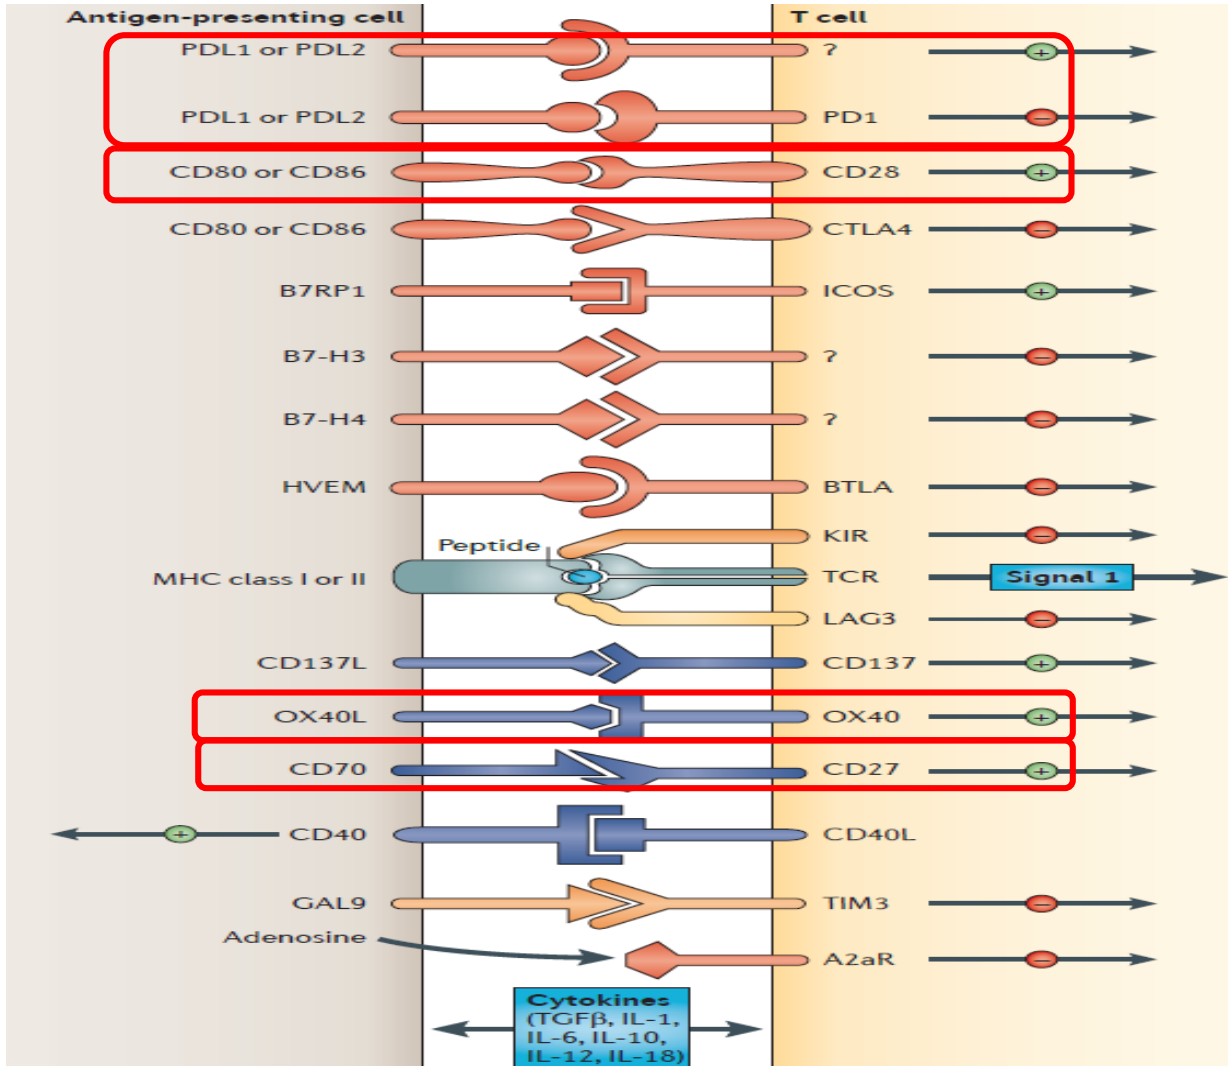 Antigen-presenting cell T cell
PDL1 or PDL2 ? +
PDL1 or PDL2 PD1 –
CD80 or CD86 CD28 +
CD80 or CD86 CTLA4 –
B7RP1 ICOS +
B7-H3 ? –
B7-H4 ? –
HVEM BTLA –
KIR –
Peptide
MHC class I or II TCR Signal 1
LAG3 –
CD137L CD137 +
OX40L OX40 +
CD70 CD27 +
+ CD40 CD40L
GAL9 TIM3 –
Adenosine
A2aR –
Cytokines
(TGFβ, IL-1,
IL-6, IL-10,
IL-12, IL-18)